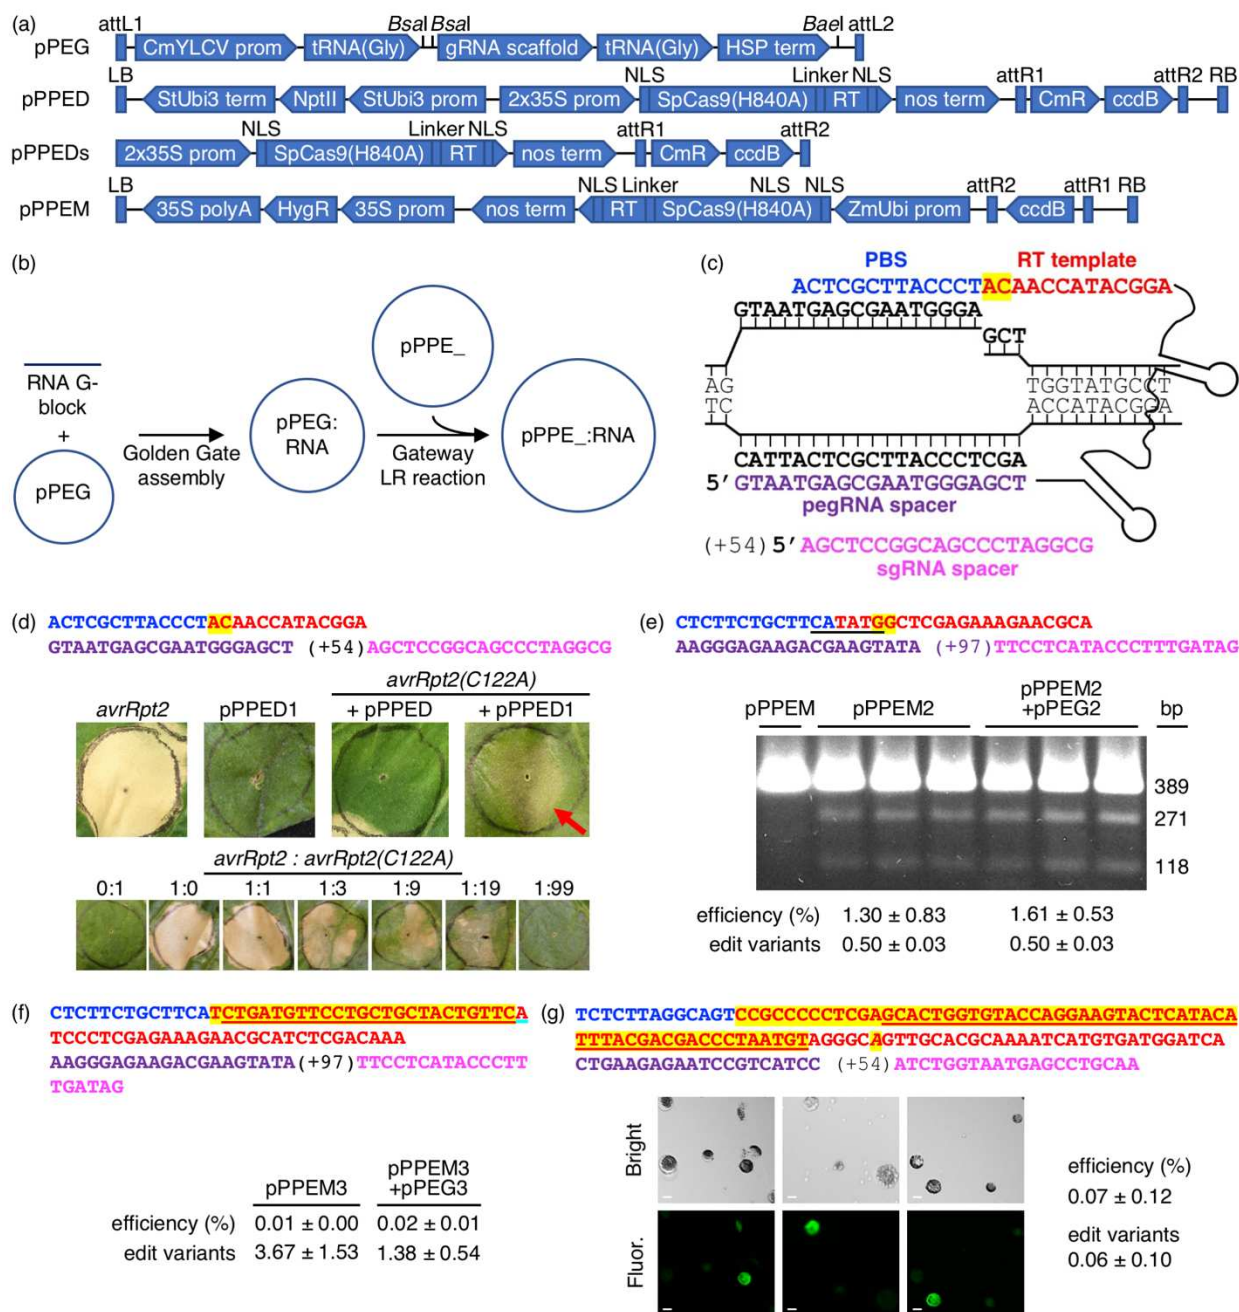 (a)
attL1 BsaI BsaI BaeI attL2
pPEG CmYLCV prom tRNA(Gly) gRNA scaffold tRNA(Gly) HSP term
LB NLS Linker NLS attR1 attR2 RB
pPPED StUbi3 term NptII StUbi3 prom 2x35S prom SpCas9(H840A) RT nos term CmR ccdB
NLS Linker NLS attR1 attR2
pPPEDs 2x35S prom SpCas9(H840A) RT nos term CmR ccdB
LB NLS Linker NLS NLS attR2 attR1 RB
pPPEM 35S polyA HygR 35S prom nos term RT SpCas9(H840A) ZmUbi prom ccdB
(b)
RNA G-
block
+
pPEG
Golden Gate
assembly
pPEG:
RNA
pPPE_
Gateway
LR reaction
pPPE_:RNA
(c)
PBS RT template
ACTCGCTTACCCTACAACCATACGGA
GTAATGAGCGAATGGGA
GCT
AG TGGTATGCCT
TC ACCATACGGA
CATTACTCGCTTACCCTCGA
5’ GTAATGAGCGAATGGGAGCT
pegRNA spacer
(+54) 5’ AGCTCCGGCAGCCCTAGGCG
sgRNA spacer
(d) ACTCGCTTACCCTACAACCATACGGA
GTAATGAGCGAATGGGAGCT (+54)AGCTCCGGCAGCCCTAGGCG
avrRpt2(C122A)
avrRpt2 pPPED1 + pPPED + pPPED1
avrRpt2 : avrRpt2(C122A)
0:1 1:0 1:1 1:3 1:9 1:19 1:99
(e) CTCTTCTGCTTCATATGGCTCGAGAAAGAACGCA
AAGGGAGAAGACGAAGTATA (+97)TTCCTCATACCCTTTGATAG
pPPEM pPPEM2 pPPEM2
+pPEG2 bp
389
271
118
efficiency (%) 1.30 ± 0.83 1.61 ± 0.53
edit variants 0.50 ± 0.03 0.50 ± 0.03
(f) CTCTTCTGCTTCATCTGATGTTCCTGCTGCTACTGTTCA
TCCCTCGAGAAAGAACGCATCTCGACAAA
AAGGGAGAAGACGAAGTATA(+97)TTCCTCATACCCTT
TGATAG
pPPEM3 pPPEM3
+pPEG3
efficiency (%) 0.01 ± 0.00 0.02 ± 0.01
edit variants 3.67 ± 1.53 1.38 ± 0.54
(g) TCTCTTAGGCAGTCCGCCCCCTCGAGCACTGGTGTACCAGGAAGTACTCATACA
TTTACGACGACCCTAATGTAGGGCAGTTGCACGCAAAATCATGTGATGGATCA
CTGAAGAGAATCCGTCATCC (+54)ATCTGGTAATGAGCCTGCAA
Bright
Fluor.
efficiency (%)
0.07 ± 0.12
edit variants
0.06 ± 0.10